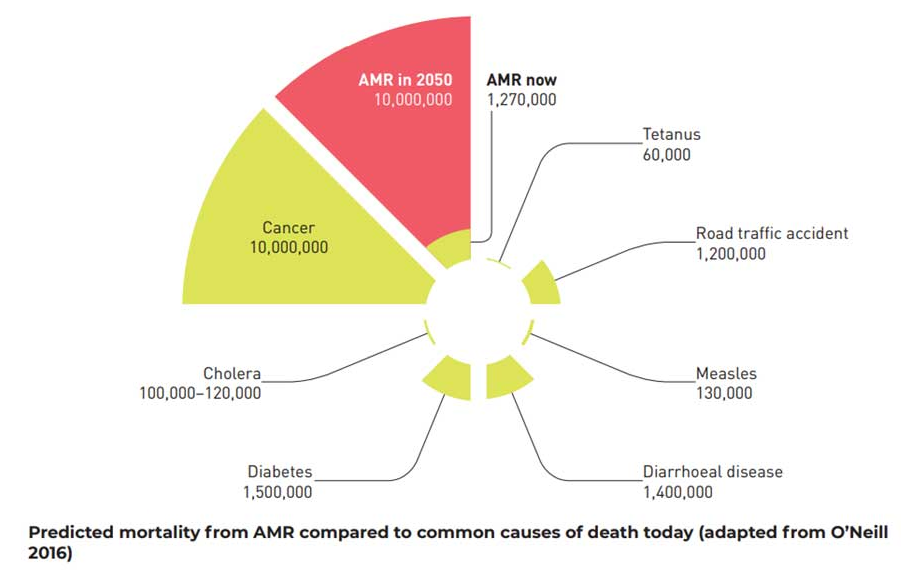 AMR in 2050
10,000,000
AMR now
1,270,000
Tetanus
60,000
Road traffic accident
1,200,000
Cancer
10,000,000
Cholera
100,000–120,000
Measles
130,000
Diabetes
1,500,000
Diarrhoeal disease
1,400,000
Predicted mortality from AMR compared to common causes of death today (adapted from O’Neill
2016)